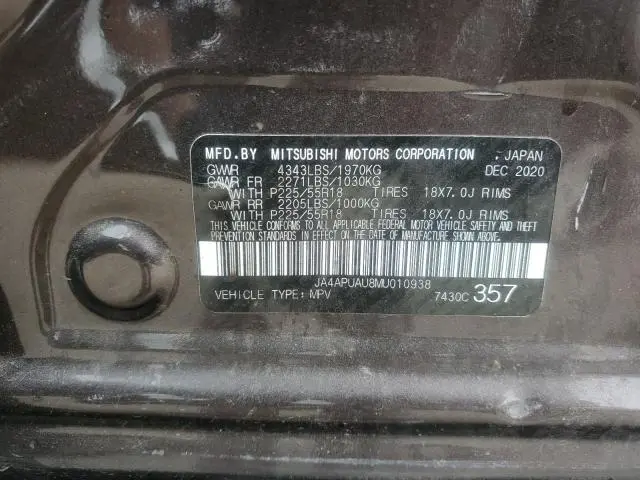 MFD.BY MITSUBISHI MOTORS CORPORATION . JAPAN
GVWR 4343LBS/1970KG DEC 2020
GAWR FR 2271LBS/1030KG
WITH P225/55R18 TIRES 18X7.0J RIMS
GAWR RR 2205LBS/1000KG
WITH P225/55R18 TIRES 18X7.0J RIMS
THIS VEHICLE CONFORMS TO ALL APPLICABLE FEDERAL MOTOR VEHICLE SAFETY AND THEFT
PREVENTION STANDARDS IN EFFECT ON THE DATE OF MANUFACTURE SHOWN ABOVE.
JA4APUAU8MU010938
VEHICLE TYPE: MPV 7430C 357